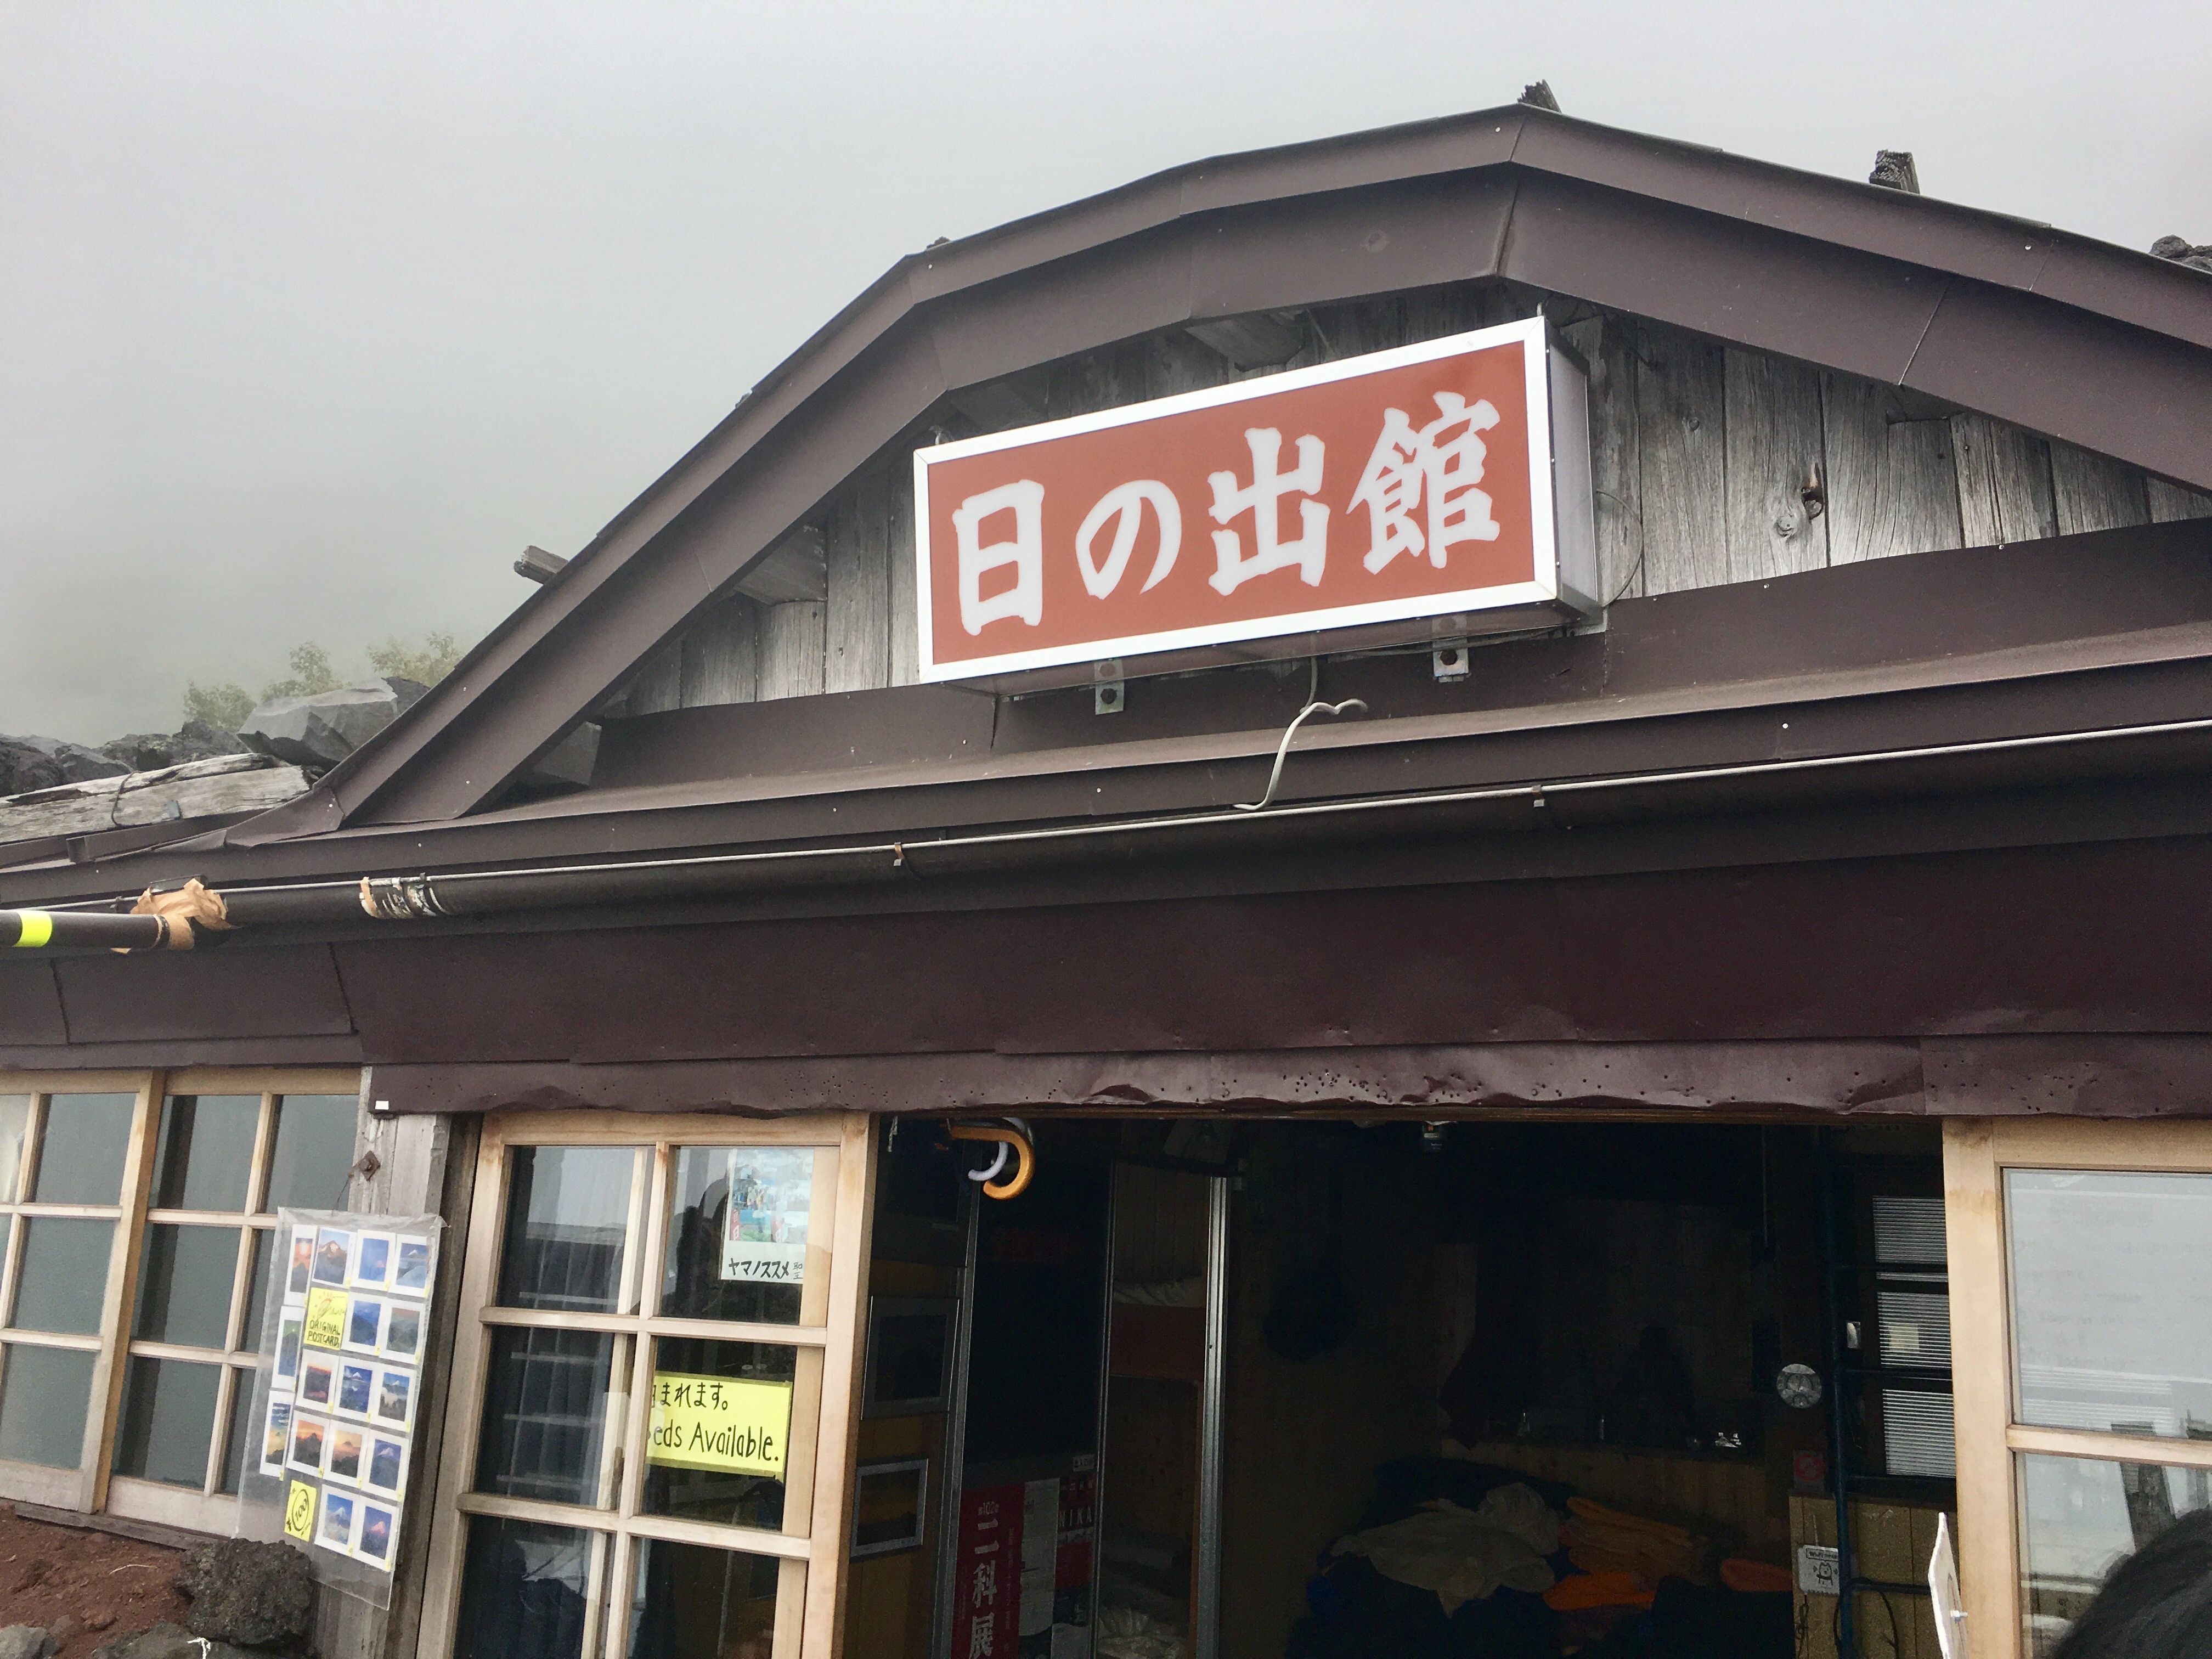 日の出館
ヤマノススメ
ORIGINAL
POSTCARD
まれます。
eds Available.
二科展